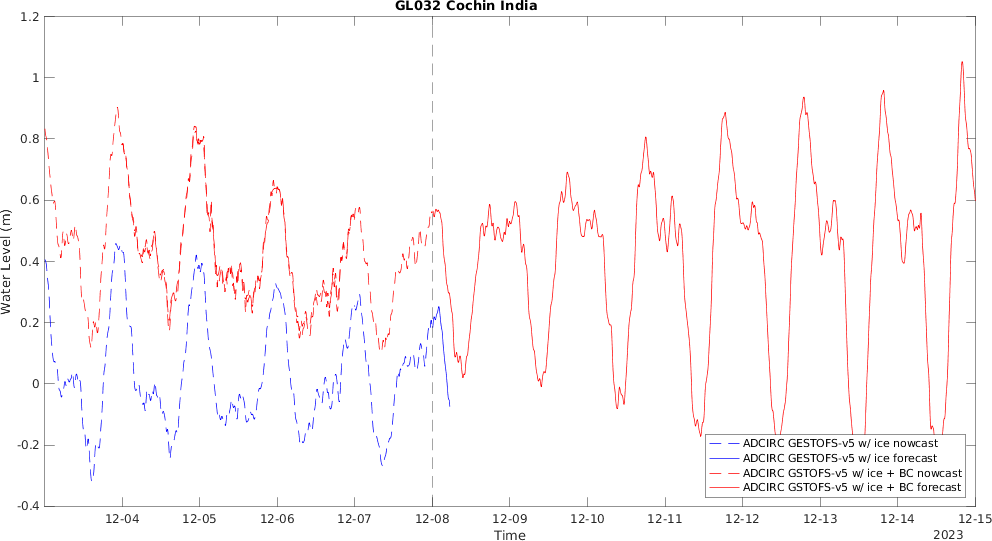 GL032 Cochin India
1.2
1
0.8
0.6
0.4
0.2
0
-0.2
-0.4
Water Level (m)
12-04 12-05 12-06 12-07 12-08 12-09 12-10 12-11 12-12 12-13 12-14 12-15
Time
2023
ADCIRC GESTOFS-v5 w/ ice nowcast
ADCIRC GESTOFS-v5 w/ ice forecast
ADCIRC GSTOFS-v5 w/ ice + BC nowcast
ADCIRC GSTOFS-v5 w/ ice + BC forecast